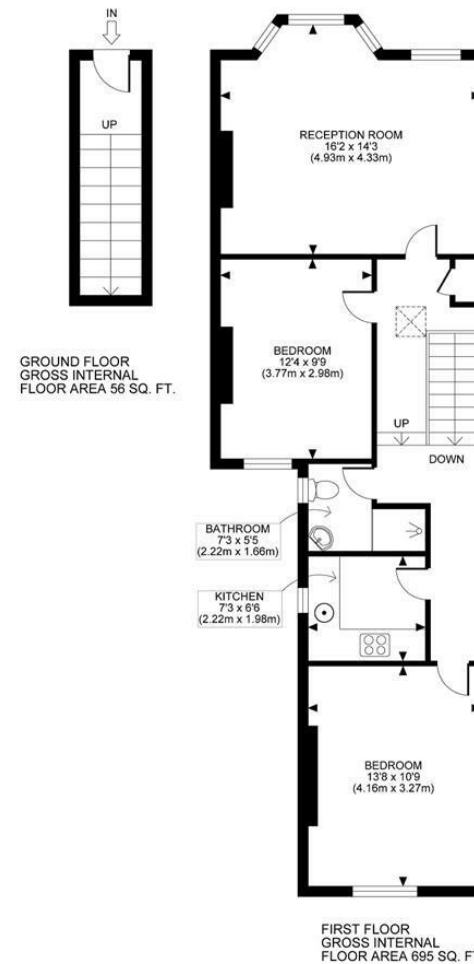 IN
UP
GROUND FLOOR
GROSS INTERNAL
FLOOR AREA 56 SQ. FT.
RECEPTION ROOM
16'2 x 14'3
(4.93m x 4.33m)
BEDROOM
12'4 x 9'9
(3.77m x 2.98m)
UP
DOWN
BATHROOM
7'3 x 5'5
(2.22m x 1.66m)
KITCHEN
7'3 x 6'6
(2.22m x 1.98m)
BEDROOM
13'8 x 10'9
(4.16m x 3.27m)
FIRST FLOOR
GROSS INTERNAL
FLOOR AREA 695 SQ.